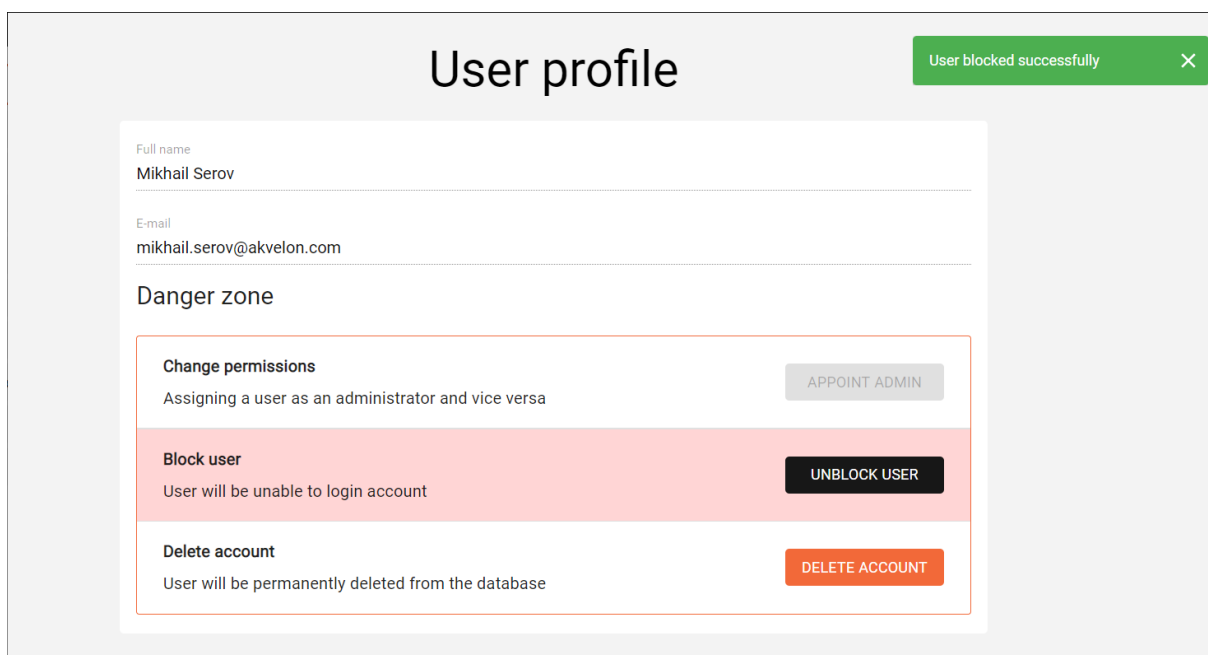 User profile
User blocked successfully
Full name
Mikhail Serov
E-mail
mikhail.serov@akvelon.com
Danger zone
Change permissions
Assigning a user as an administrator and vice versa
APPOINT ADMIN
Block user
User will be unable to login account
UNBLOCK USER
Delete account
User will be permanently deleted from the database
DELETE ACCOUNT